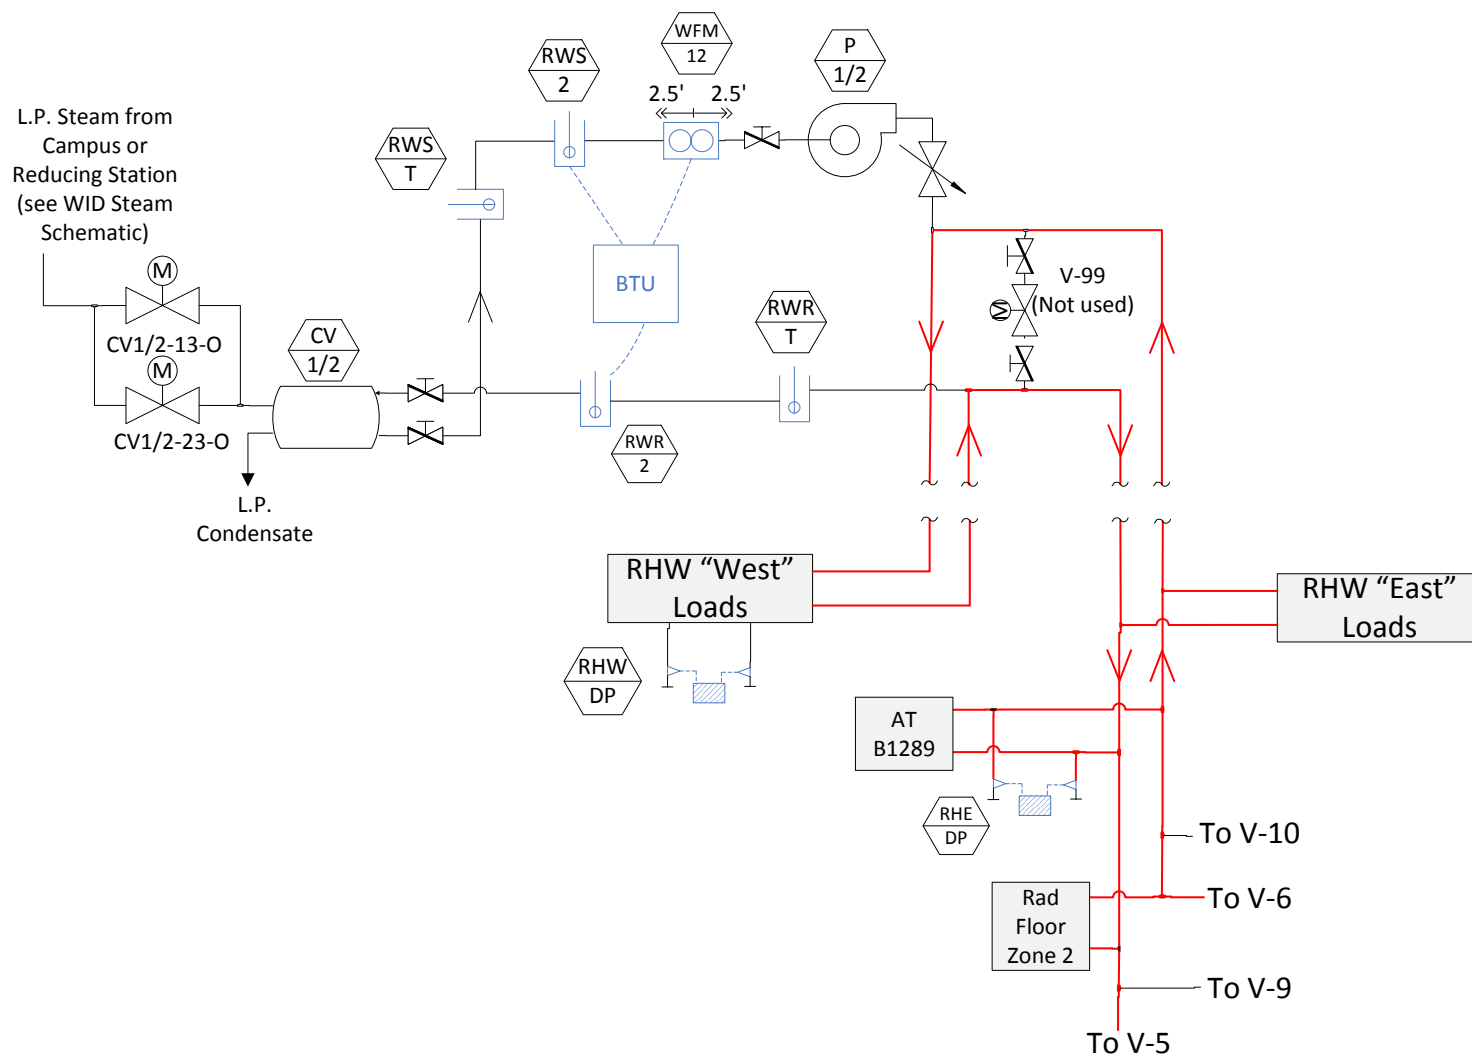 RWS
2
WFM
12
2.5' 2.5'
P
1/2
L.P. Steam from
Campus or
Reducing Station
(see WID Steam
Schematic)
RWS
T
M
CV1/2-13-O
M
CV1/2-23-O
CV
1/2
BTU
RWR
T
V-99
(Not used)
M
RWR
2
L.P.
Condensate
RHW “West”
Loads
RHW “East”
Loads
RHW
DP
AT
B1289
RHE
DP
To V-10
Rad
Floor
Zone 2
To V-6
To V-9
To V-5